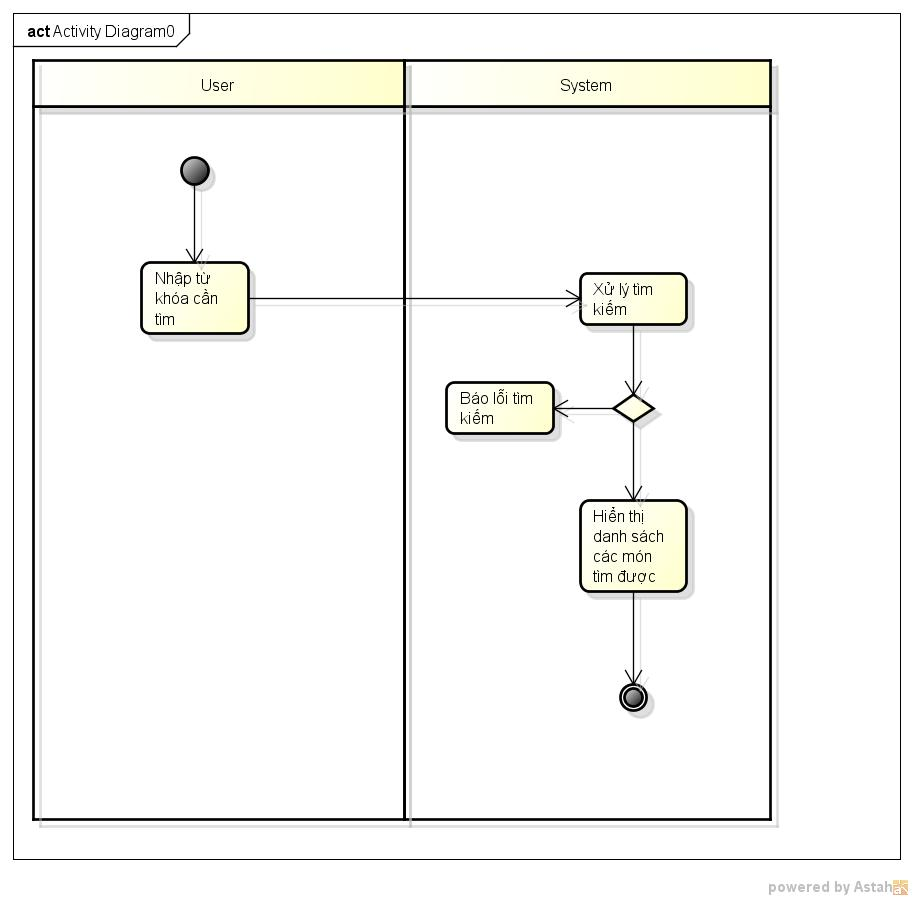 act Activity Diagram0
User
System
Nhập từ
khóa cần
tìm
Xử lý tìm
kiếm
Báo lỗi tìm
kiếm
Hiển thị
danh sách
các món
tìm được
powered by Astah